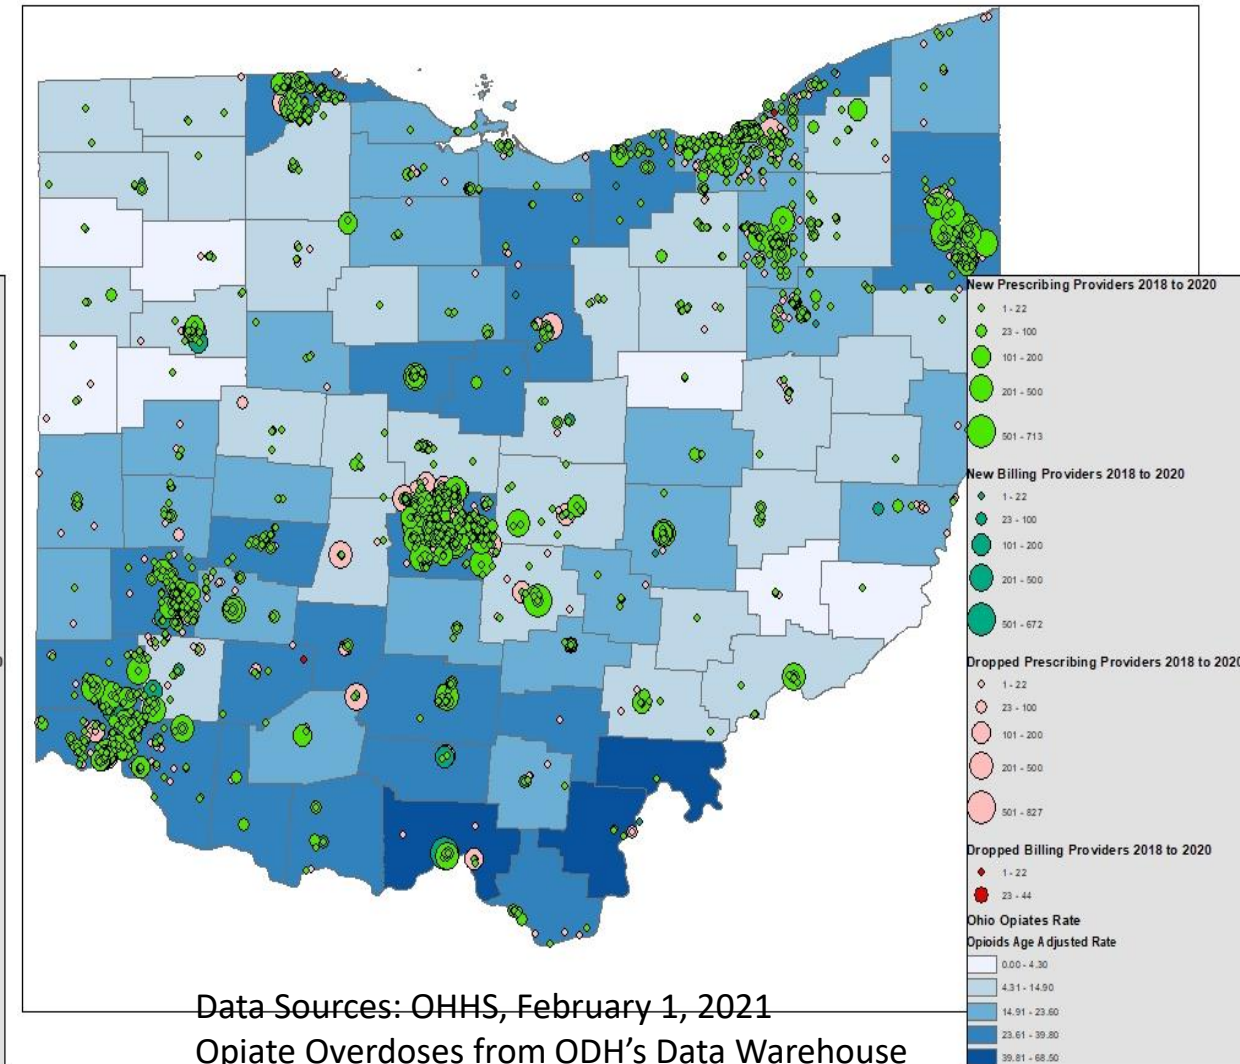 New Prescribing Providers 2018 to 2020
1 - 22
23 - 100
101 - 200
201 - 500
501 - 713
New Billing Providers 2018 to 2020
1 - 22
23 - 100
101 - 200
201 - 500
501 - 672
Dropped Prescribing Providers 2018 to 2020
1 - 22
23 - 100
101 - 200
201 - 500
501 - 827
Dropped Billing Providers 2018 to 2020
1 - 22
23 - 44
Ohio Opiates Rate
Opioids Age Adjusted Rate
0.00 - 4.30
4.31 - 14.90
14.91 - 23.60
23.61 - 39.80
39.81 - 68.50
Data Sources: OHHS, February 1, 2021
Opiate Overdoses from ODH's Data Warehouse